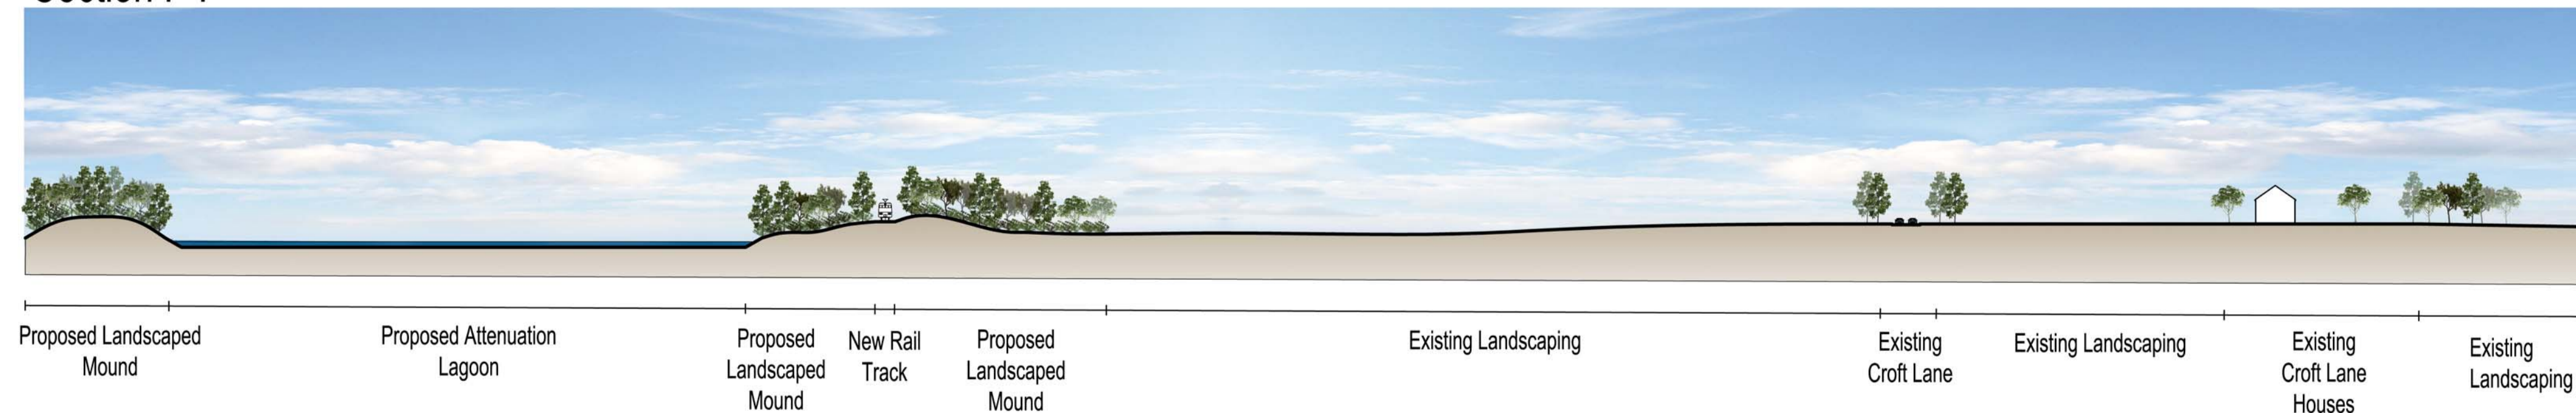 Proposed Landscaped
Mound
Proposed Attenuation
Lagoon
Proposed
Landscaped
Mound
New Rail
Track
Proposed
Landscaped
Mound
Existing Landscaping
Existing
Croft Lane
Existing Landscaping
Existing
Croft Lane
Houses
Existing
Landscaping